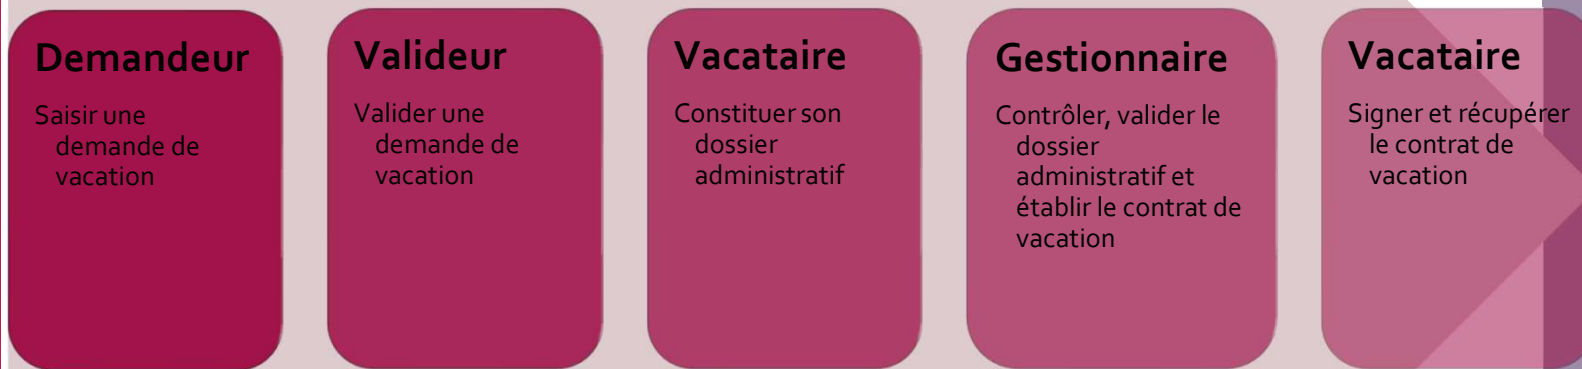 Demandeur
Saisir une
demande de
vacation
Valideur
Valider une
demande de
vacation
Vacataire
Constituer son
dossier
administratif
Gestionnaire
Contrôler, valider le
dossier
administratif et
établir le contrat de
vacation
Vacataire
Signer et récupérer
le contrat de
vacation